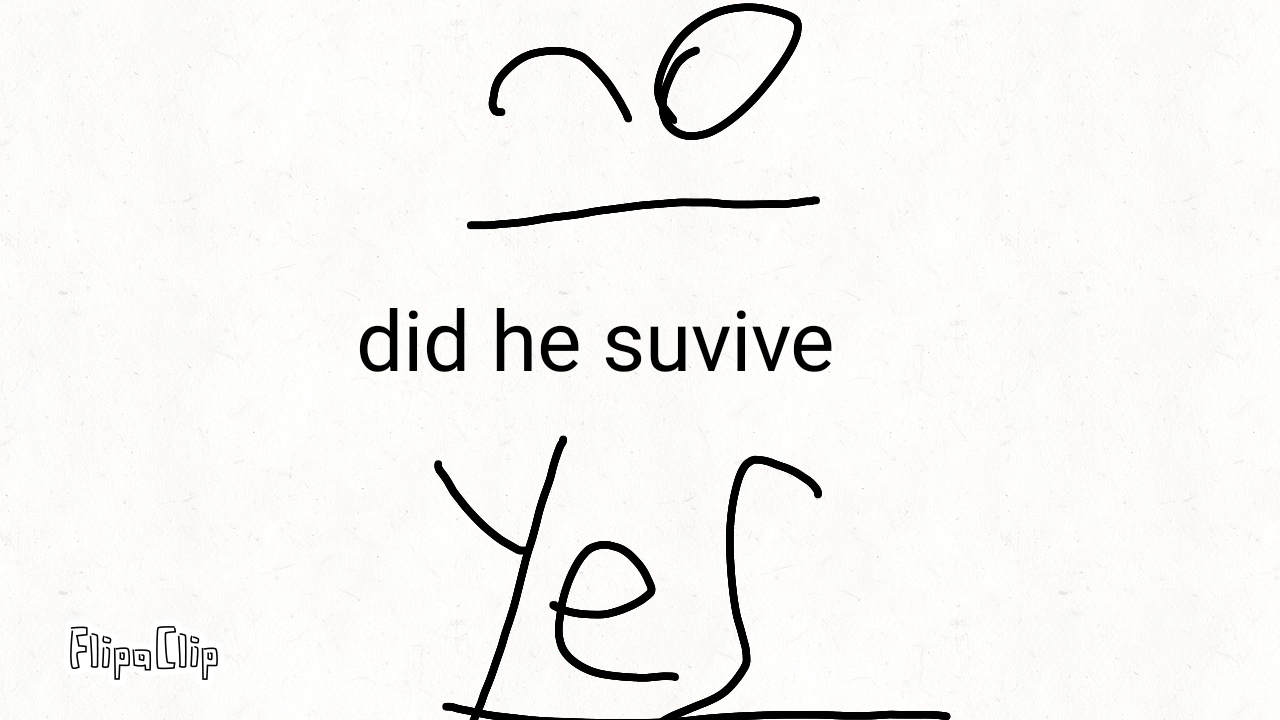 no
did he suvive
yes
FlipaClip